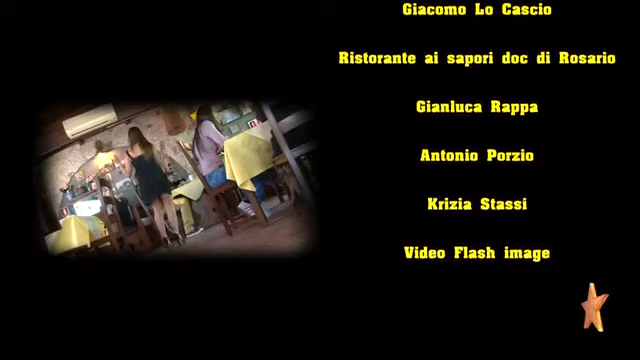 Giacomo Lo Cascio
Ristorante ai sapori doc di Rosario
Gianluca Rappa
Antonio Porzio
Krizia Stassi
Video Flash image